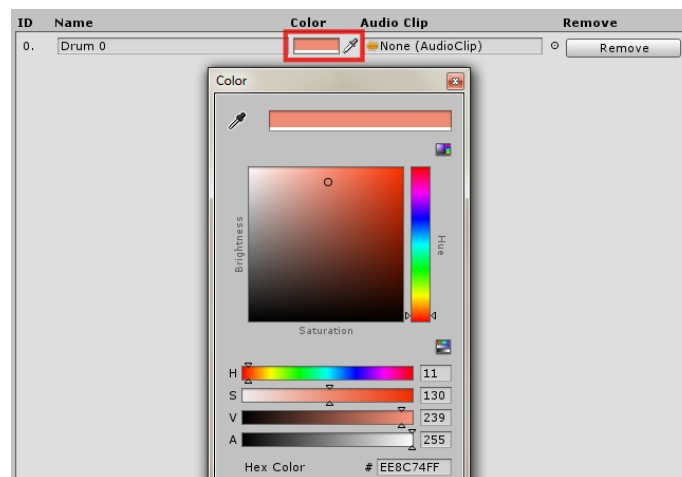 ID Name Color Audio Clip Remove
0. Drum 0 None (AudioClip) Remove
Color
Brightness
Hue
Saturation
H 11
S 130
V 239
A 255
Hex Color # EE8C74FF